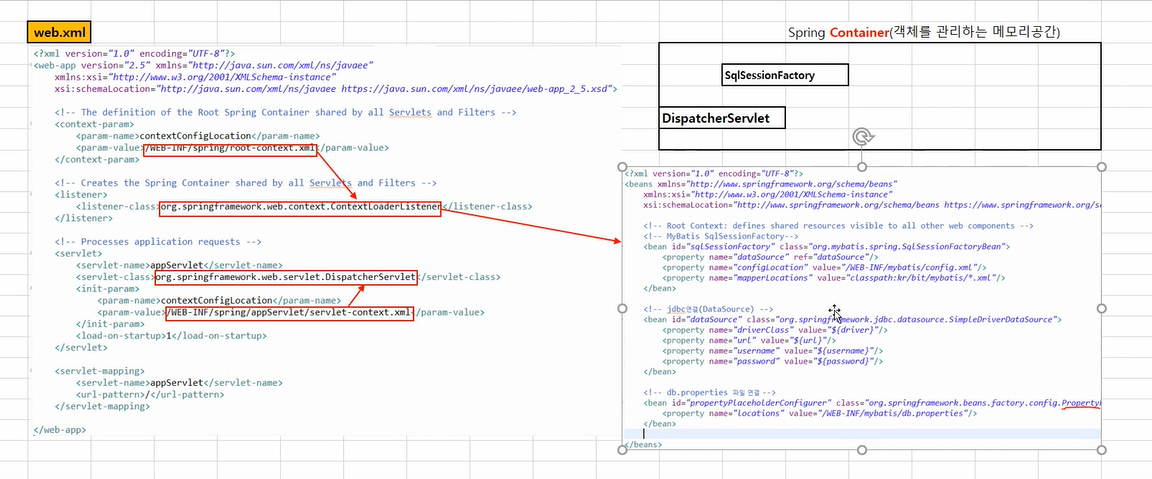 web.xml
<?xml version="1.0" encoding="UTF-8"?>
<web-app version="2.5" xmlns="http://java.sun.com/xml/ns/javaee"
xmlns:xsi="http://www.w3.org/2001/XMLSchema-instance"
xsi:schemaLocation="http://java.sun.com/xml/ns/javaee https://java.sun.com/xml/ns/javaee/web-app_2_5.xsd">
<!-- The definition of the Root Spring Container shared by all Servlets and Filters -->
<context-param>
<param-name>contextConfigLocation</param-name>
<param-value>/WEB-INF/spring/root-context.xml</param-value>
</context-param>
<!-- Creates the Spring Container shared by all Servlets and Filters -->
<listener>
<listener-class>org.springframework.web.context.ContextLoaderListener</listener-class>
</listener>
<!-- Processes application requests -->
<servlet>
<servlet-name>appServlet</servlet-name>
<servlet-class>org.springframework.web.servlet.DispatcherServlet</servlet-class>
<init-param>
<param-name>contextConfigLocation</param-name>
<param-value>/WEB-INF/spring/appServlet/servlet-context.xml</param-value>
</init-param>
<load-on-startup>1</load-on-startup>
</servlet>
<servlet-mapping>
<servlet-name>appServlet</servlet-name>
<url-pattern>/</url-pattern>
</servlet-mapping>
</web-app>
Spring Container(객체를 관리하는 메모리공간)
SqlSessionFactory
DispatcherServlet
<?xml version="1.0" encoding="UTF-8"?>
<beans xmlns="http://www.springframework.org/schema/beans"
xmlns:xsi="http://www.w3.org/2001/XMLSchema-instance"
xsi:schemaLocation="http://www.springframework.org/schema/beans https://www.springframework.org/s
<!-- Root Context: defines shared resources visible to all other web components -->
<!-- MyBatis SqlSessionFactory-->
<bean id="sqlSessionFactory" class="org.mybatis.spring.SqlSessionFactoryBean">
<property name="dataSource" ref="dataSource"/>
<property name="configLocation" value="/WEB-INF/mybatis/config.xml"/>
<property name="mapperLocations" value="classpath:kr/bit/mybatis/*.xml"/>
</bean>
<!-- jdbc연결(DataSource) -->
<bean id="dataSource" class="org.springframework.jdbc.datasource.SimpleDriverDataSource">
<property name="driverClass" value="${driver}"/>
<property name="url" value="${url}"/>
<property name="username" value="${username}"/>
<property name="password" value="${password}"/>
</bean>
<!-- db.properties 파일 연결 -->
<bean id="propertyPlaceholderConfigurer" class="org.springframework.beans.factory.config.Property
<property name="locations" value="/WEB-INF/mybatis/db.properties"/>
</bean>
</beans>